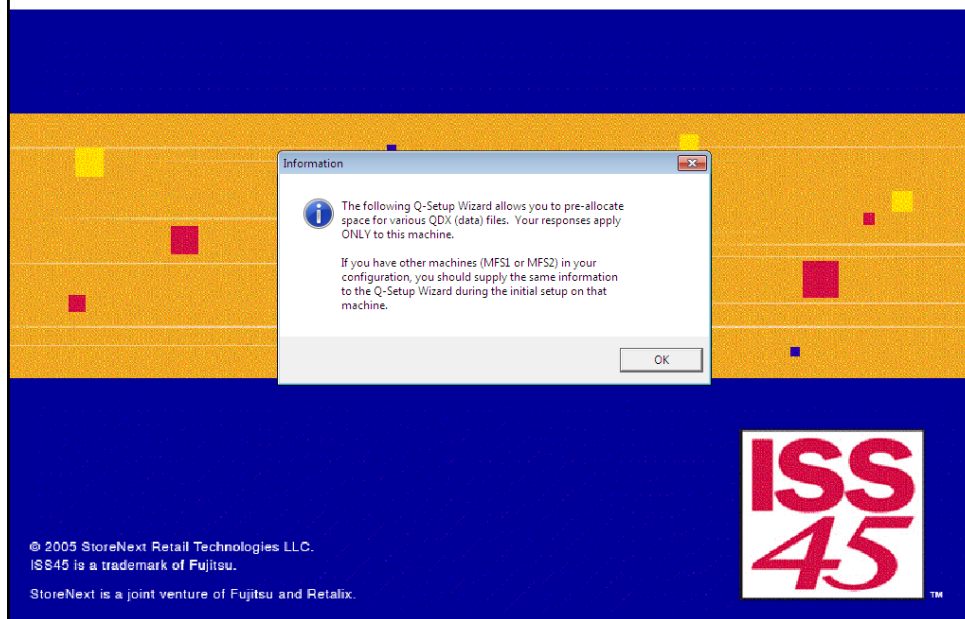 Information
The following Q-Setup Wizard allows you to pre-allocate
space for various QDX (data) files.  Your responses apply
ONLY to this machine.
If you have other machines (MFS1 or MFS2) in your
configuration, you should supply the same information
to the Q-Setup Wizard during the initial setup on that
machine.
OK
ISS
45
TM
© 2005 StoreNext Retail Technologies LLC.
ISS45 is a trademark of Fujitsu.
StoreNext is a joint venture of Fujitsu and Retalix.